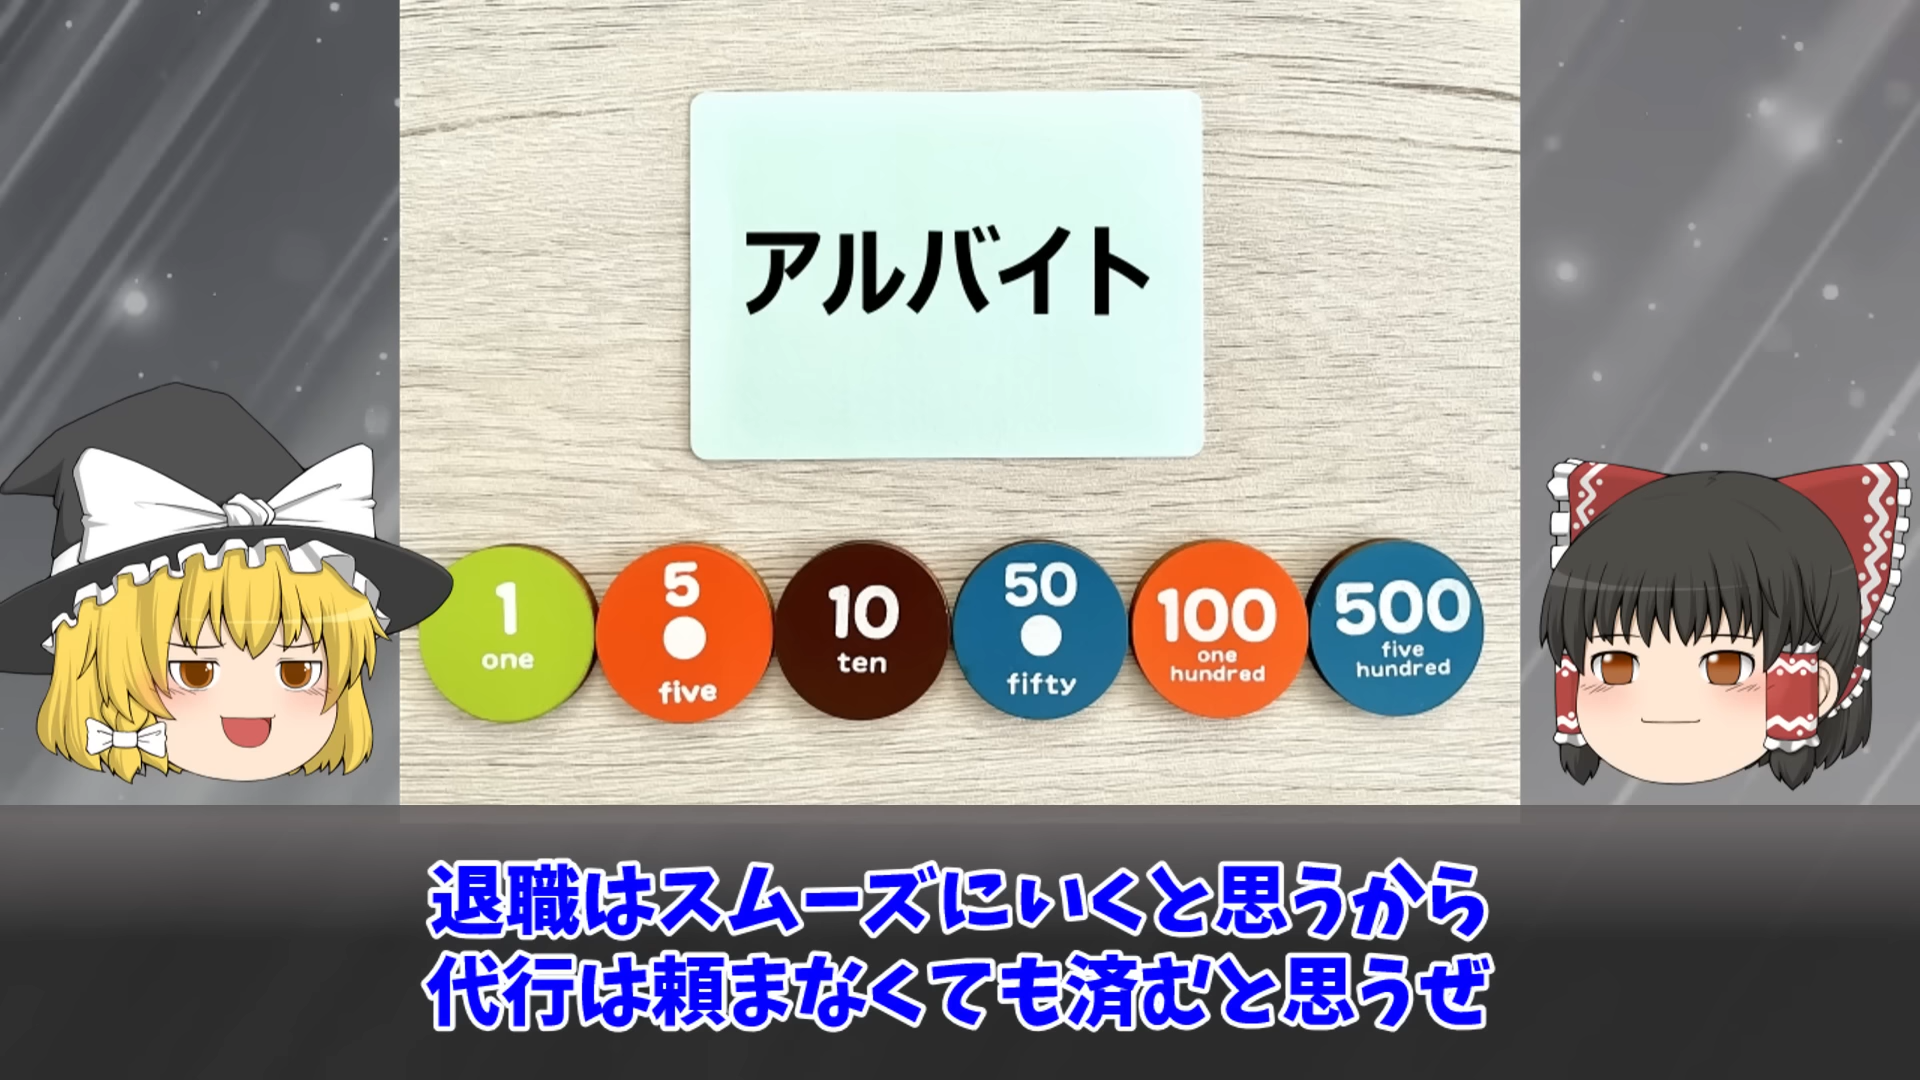 アルバイト
1
one
5
five
10
ten
50
fifty
100
one
hundred
500
five
hundred
退職はスムーズにいくと思うから
代行は頼まなくても済むと思うぜ